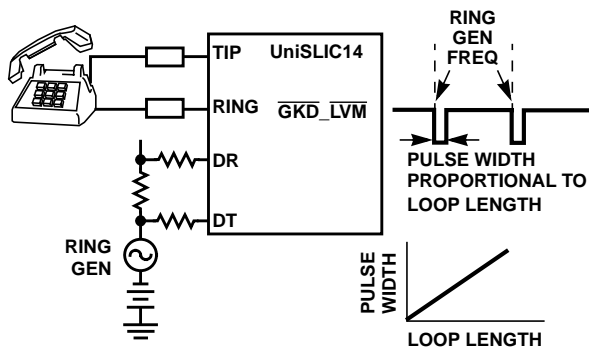 TIP
UniSLIC14
RING
GKD_LVM
DR
DT
RING
GEN
RING
GEN
FREQ
PULSE WIDTH
PROPORTIONAL TO
LOOP LENGTH
PULSE
WIDTH
LOOP LENGTH